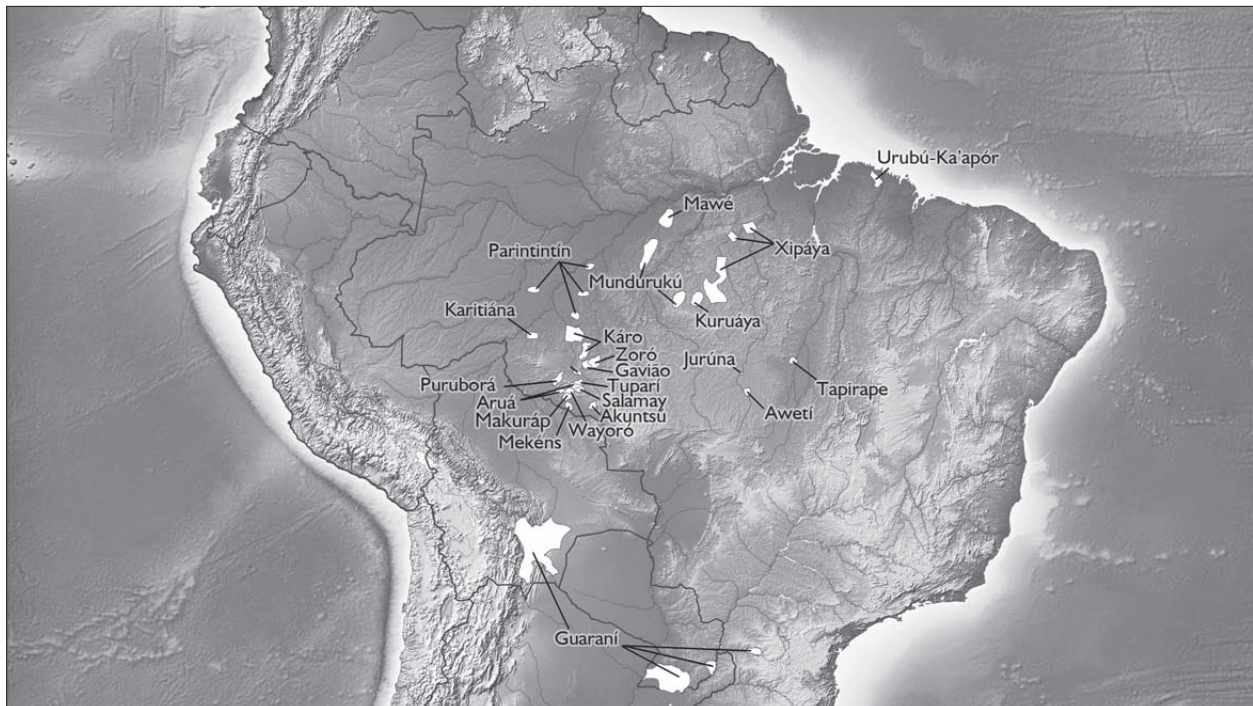 Urubú-Ka'apór
Mawé
Xipáya
Parintintín
Mundurukú
Karitiána
Kuruáya
Káro
Zoró
Jurúna
Gavião
Puruborá
Tuparí
Tapirape
Aruá
Salamay
Awetí
Makuráp
Akuntsu
Wayoró
Mekéns
Guaraní